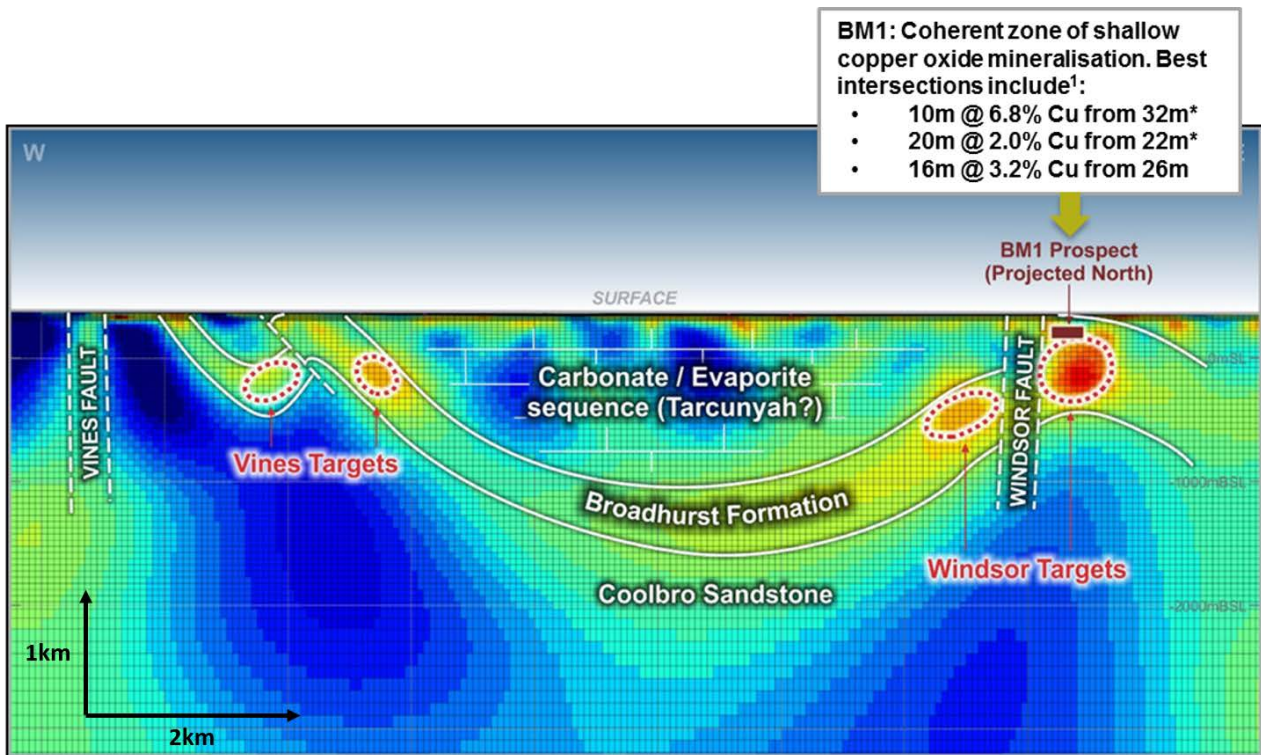 BM1: Coherent zone of shallow
copper oxide mineralisation. Best
intersections include¹:
• 10m @ 6.8% Cu from 32m*
• 20m @ 2.0% Cu from 22m*
• 16m @ 3.2% Cu from 26m
W
BM1 Prospect
(Projected North)
SURFACE
VINES FAULT
WINDSOR FAULT
0mSL
Carbonate / Evaporite
sequence (Tarcunyah?)
Vines Targets
-1000mBSL
Broadhurst Formation
Windsor Targets
Coolbro Sandstone
-2000mBSL
1km
2km